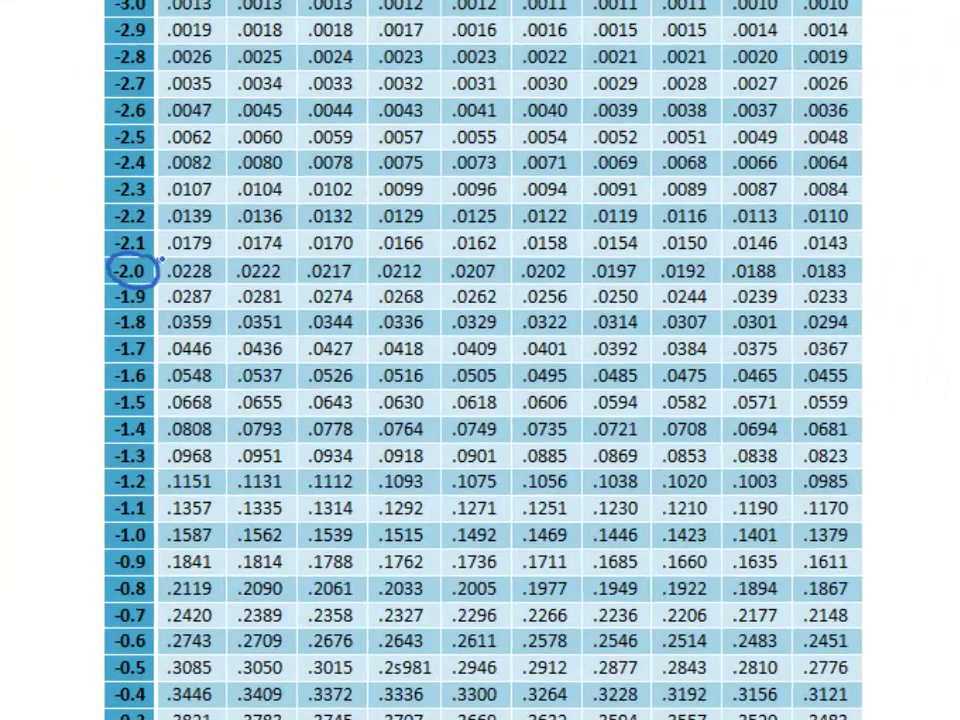 -3.0 .0013 .0013 .0013 .0012 .0012 .0011 .0011 .0011 .0010 .0010
-2.9 .0019 .0018 .0018 .0017 .0016 .0016 .0015 .0015 .0014 .0014
-2.8 .0026 .0025 .0024 .0023 .0023 .0022 .0021 .0021 .0020 .0019
-2.7 .0035 .0034 .0033 .0032 .0031 .0030 .0029 .0028 .0027 .0026
-2.6 .0047 .0045 .0044 .0043 .0041 .0040 .0039 .0038 .0037 .0036
-2.5 .0062 .0060 .0059 .0057 .0055 .0054 .0052 .0051 .0049 .0048
-2.4 .0082 .0080 .0078 .0075 .0073 .0071 .0069 .0068 .0066 .0064
-2.3 .0107 .0104 .0102 .0099 .0096 .0094 .0091 .0089 .0087 .0084
-2.2 .0139 .0136 .0132 .0129 .0125 .0122 .0119 .0116 .0113 .0110
-2.1 .0179 .0174 .0170 .0166 .0162 .0158 .0154 .0150 .0146 .0143
-2.0 .0228 .0222 .0217 .0212 .0207 .0202 .0197 .0192 .0188 .0183
-1.9 .0287 .0281 .0274 .0268 .0262 .0256 .0250 .0244 .0239 .0233
-1.8 .0359 .0351 .0344 .0336 .0329 .0322 .0314 .0307 .0301 .0294
-1.7 .0446 .0436 .0427 .0418 .0409 .0401 .0392 .0384 .0375 .0367
-1.6 .0548 .0537 .0526 .0516 .0505 .0495 .0485 .0475 .0465 .0455
-1.5 .0668 .0655 .0643 .0630 .0618 .0606 .0594 .0582 .0571 .0559
-1.4 .0808 .0793 .0778 .0764 .0749 .0735 .0721 .0708 .0694 .0681
-1.3 .0968 .0951 .0934 .0918 .0901 .0885 .0869 .0853 .0838 .0823
-1.2 .1151 .1131 .1112 .1093 .1075 .1056 .1038 .1020 .1003 .0985
-1.1 .1357 .1335 .1314 .1292 .1271 .1251 .1230 .1210 .1190 .1170
-1.0 .1587 .1562 .1539 .1515 .1492 .1469 .1446 .1423 .1401 .1379
-0.9 .1841 .1814 .1788 .1762 .1736 .1711 .1685 .1660 .1635 .1611
-0.8 .2119 .2090 .2061 .2033 .2005 .1977 .1949 .1922 .1894 .1867
-0.7 .2420 .2389 .2358 .2327 .2296 .2266 .2236 .2206 .2177 .2148
-0.6 .2743 .2709 .2676 .2643 .2611 .2578 .2546 .2514 .2483 .2451
-0.5 .3085 .3050 .3015 .2s981 .2946 .2912 .2877 .2843 .2810 .2776
-0.4 .3446 .3409 .3372 .3336 .3300 .3264 .3228 .3192 .3156 .3121